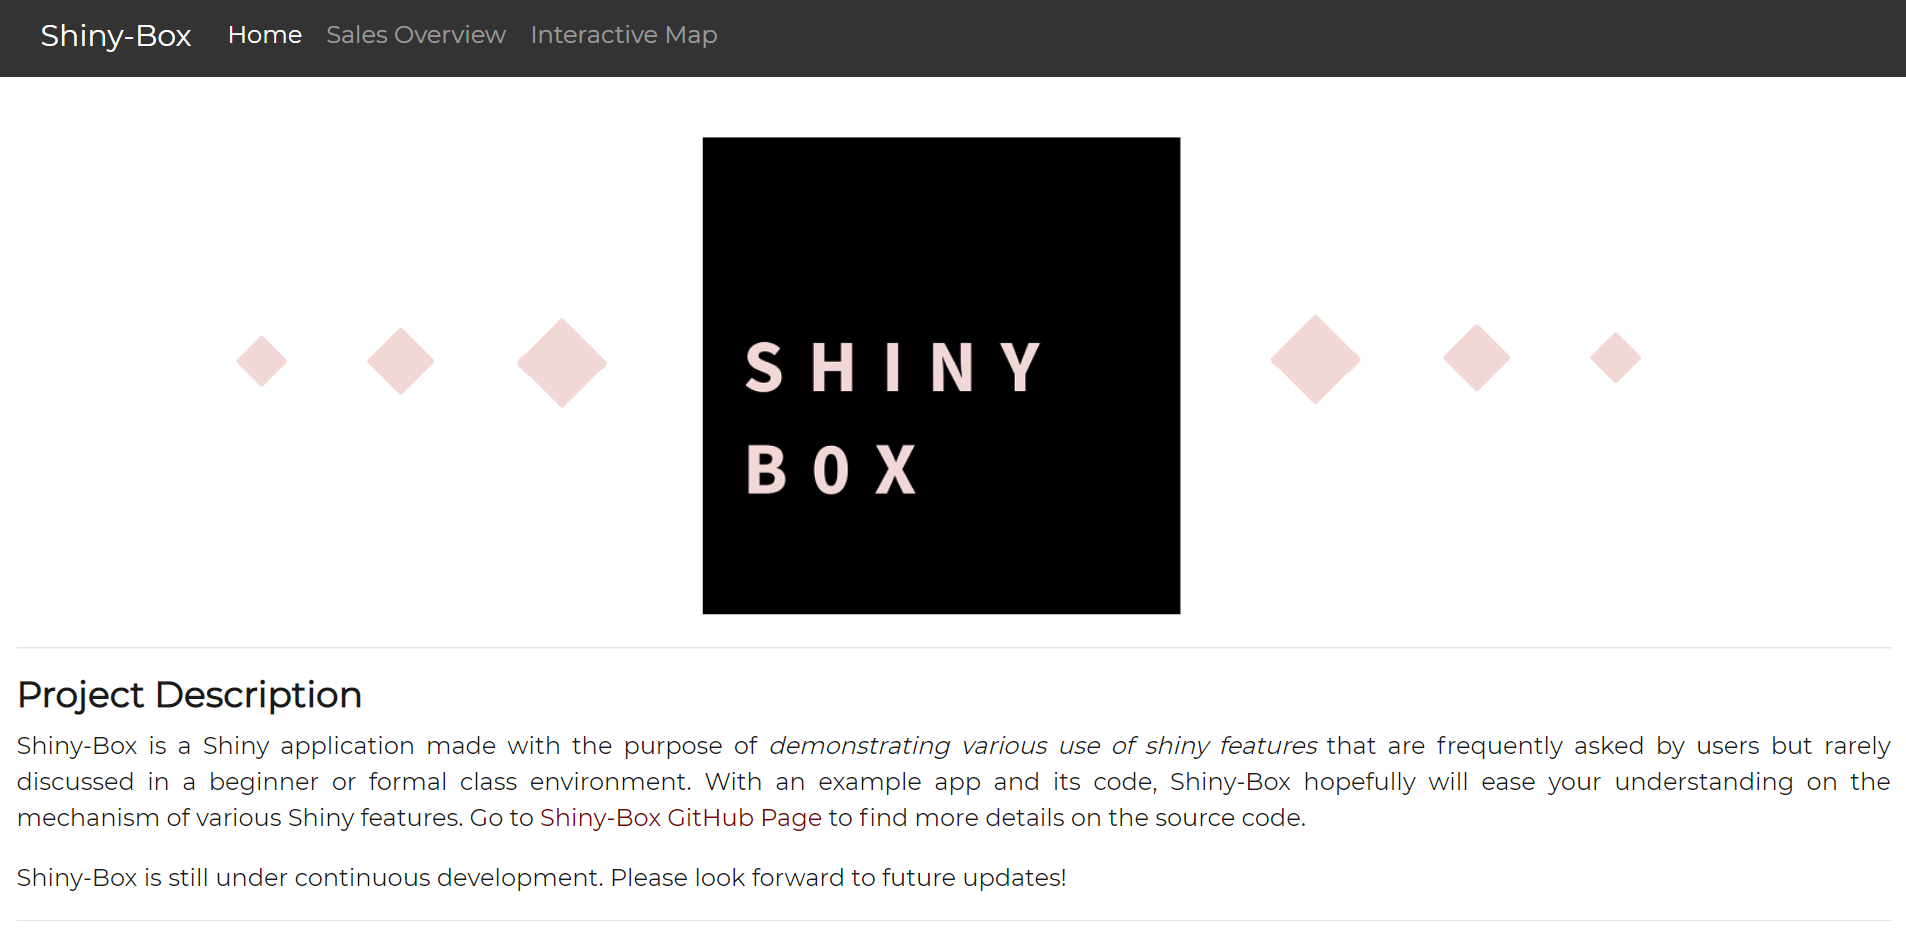 Shiny-Box Home Sales Overview Interactive Map
SHINY
BOX
Project Description
Shiny-Box is a Shiny application made with the purpose of demonstrating various use of shiny features that are frequently asked by users but rarely
discussed in a beginner or formal class environment. With an example app and its code, Shiny-Box hopefully will ease your understanding on the
mechanism of various Shiny features. Go to Shiny-Box GitHub Page to find more details on the source code.
Shiny-Box is still under continuous development. Please look forward to future updates!